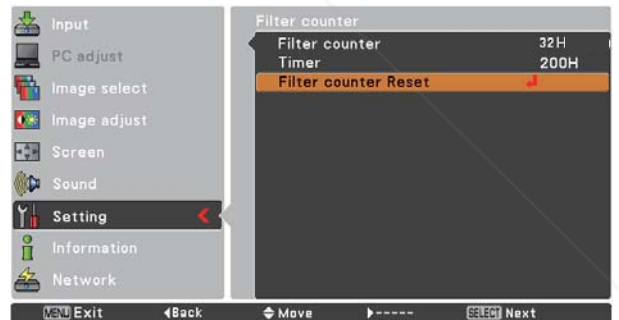 Input
PC adjust
Image select
Image adjust
Screen
Sound
Setting
Information
Network
Filter counter
Filter counter 32H
Timer 200H
Filter counter Reset
MENU Exit ◀Back Move ▶----- SELECT Next